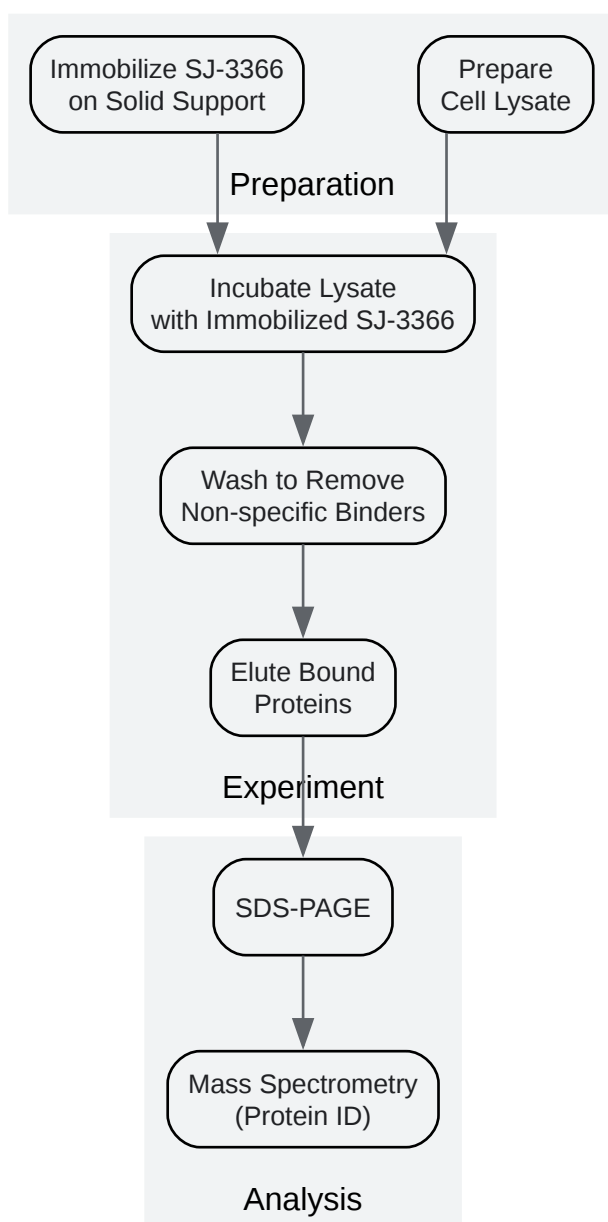 Immobilize SJ-3366
on Solid Support
Prepare
Cell Lysate
Preparation
Incubate Lysate
with Immobilized SJ-3366
Wash to Remove
Non-specific Binders
Elute Bound
Proteins
Experiment
SDS-PAGE
Mass Spectrometry
(Protein ID)
Analysis